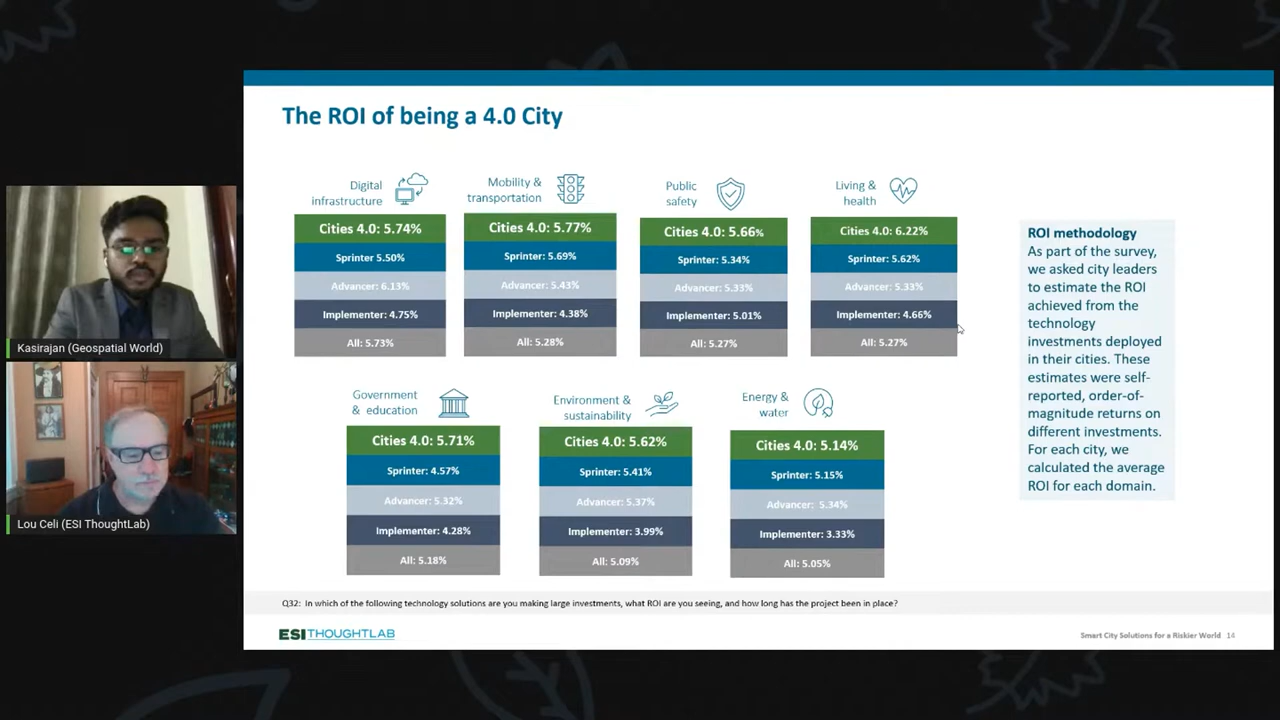 The ROI of being a 4.0 City
Digital
infrastructure
Cities 4.0: 5.74%
Sprinter 5.50%
Advancer: 6.13%
Implementer: 4.75%
All: 5.73%
Mobility &
transportation
Cities 4.0: 5.77%
Sprinter: 5.69%
Advancer: 5.43%
Implementer: 4.38%
All: 5.28%
Public
safety
Cities 4.0: 5.66%
Sprinter: 5.34%
Advancer: 5.33%
Implementer: 5.01%
All: 5.27%
Living &
health
Cities 4.0: 6.22%
Sprinter: 5.62%
Advancer: 5.33%
Implementer: 4.66%
All: 5.27%
Government
& education
Cities 4.0: 5.71%
Sprinter: 4.57%
Advancer: 5.32%
Implementer: 4.28%
All: 5.18%
Environment &
sustainability
Cities 4.0: 5.62%
Sprinter: 5.41%
Advancer: 5.37%
Implementer: 3.99%
All: 5.09%
Energy &
water
Cities 4.0: 5.14%
Sprinter: 5.15%
Advancer: 5.34%
Implementer: 3.33%
All: 5.05%
ROI methodology
As part of the survey,
we asked city leaders
to estimate the ROI
achieved from the
technology
investments deployed
in their cities. These
estimates were self-
reported, order-of-
magnitude returns on
different investments.
For each city, we
calculated the average
ROI for each domain.
Q32: In which of the following technology solutions are you making large investments, what ROI are you seeing, and how long has the project been in place?
ESI THOUGHTLAB
Smart City Solutions for a Riskier World 14
Kasirajan (Geospatial World)
Lou Celi (ESI ThoughtLab)